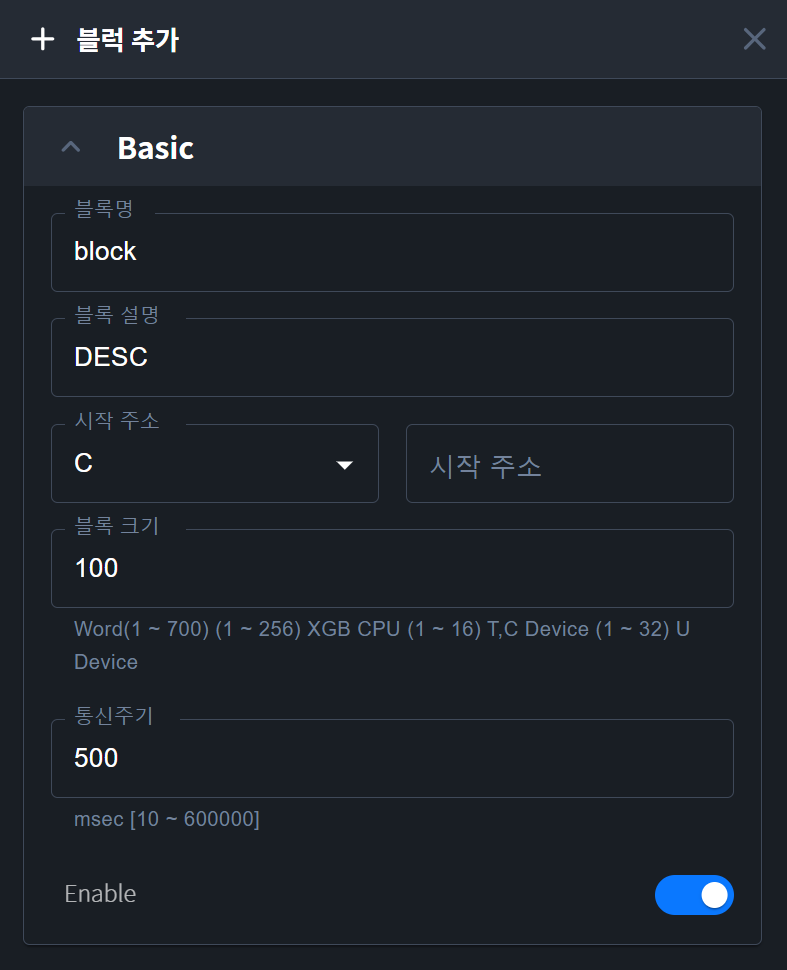 블럭 추가
Basic
블록명
block
블록 설명
DESC
시작 주소
C
시작 주소
블록 크기
100
Word(1 ~ 700) (1 ~ 256) XGB CPU (1 ~ 16) T,C Device (1 ~ 32) U
Device
통신주기
500
msec [10 ~ 600000]
Enable